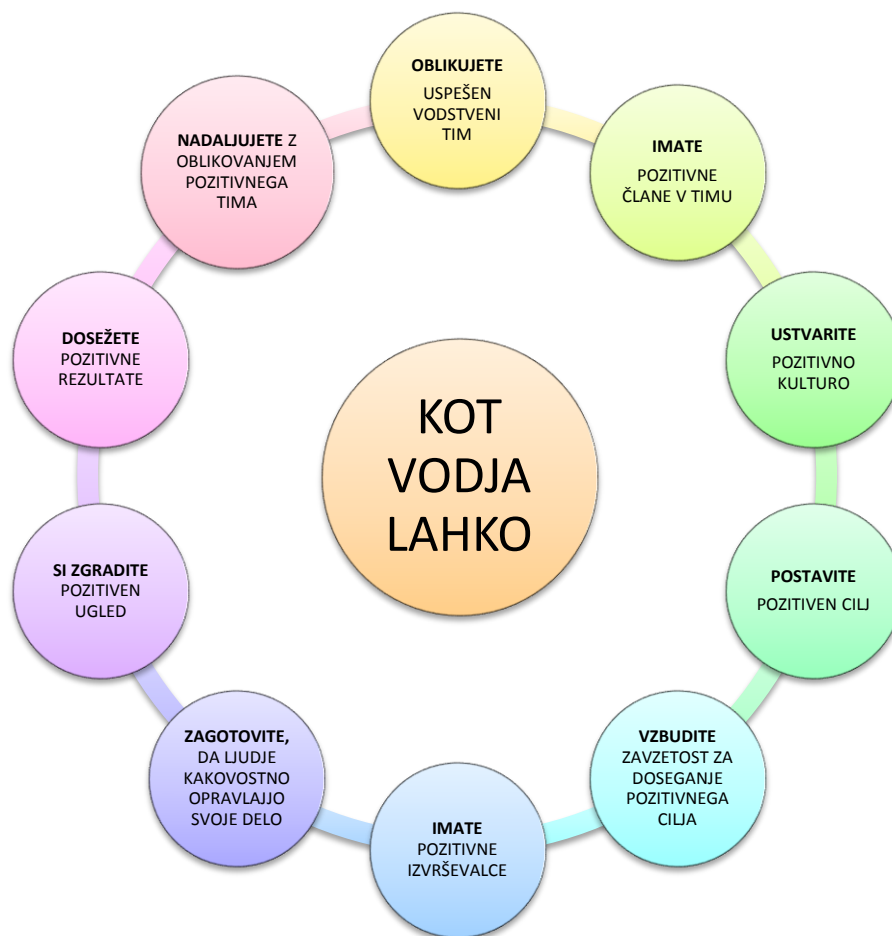 OBLIKUJETE
USPEŠEN
VODSTVENI
TIM
IMATE
POZITIVNE
ČLANE V TIMU
USTVARITE
POZITIVNO
KULTURO
POSTAVITE
POZITIVEN CILJ
VZBUDITE
ZAVZETOST ZA
DOSEGANJE
POZITIVNEGA
CILJA
IMATE
POZITIVNE
IZVRŠEVALCE
ZAGOTOVITE,
DA LJUDJE
KAKOVOSTNO
OPRAVLAJJO
SVOJE DELO
SI ZGRADITE
POZITIVEN
UGLED
DOSEŽETE
POZITIVNE
REZULTATE
NADALJUJETE Z
OBLIKOVANJEM
POZITIVNEGA
TIMA
KOT
VODJA
LAHKO